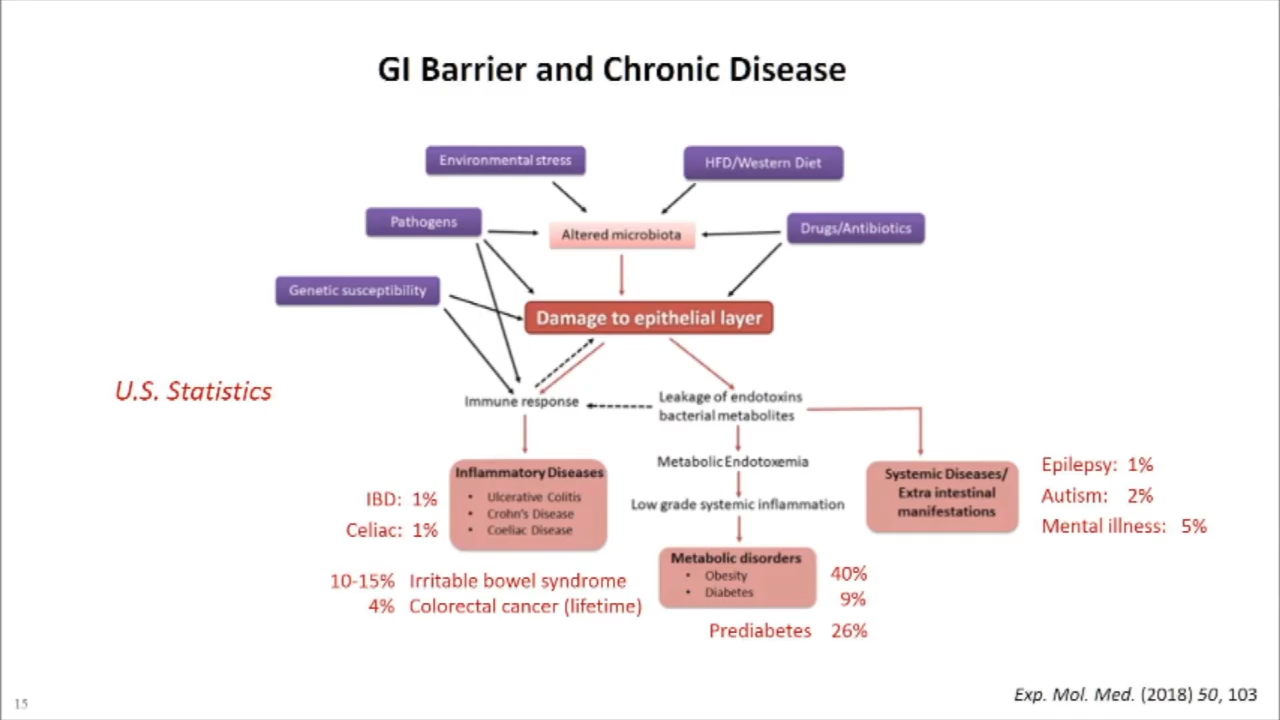 GI Barrier and Chronic Disease
Environmental stress
HFD/Western Diet
Pathogens
Altered microbiota
Drugs/Antibiotics
Genetic susceptibility
Damage to epithelial layer
U.S. Statistics
Immune response
Leakage of endotoxins
bacterial metabolites
Metabolic Endotoxemia
Low grade systemic inflammation
Inflammatory Diseases
• Ulcerative Colitis
• Crohn's Disease
• Coeliac Disease
IBD: 1%
Celiac: 1%
10-15% Irritable bowel syndrome
4% Colorectal cancer (lifetime)
Metabolic disorders
• Obesity
• Diabetes
40%
9%
Prediabetes 26%
Systemic Diseases/
Extra intestinal
manifestations
Epilepsy: 1%
Autism: 2%
Mental illness: 5%
Exp. Mol. Med. (2018) 50, 103
15